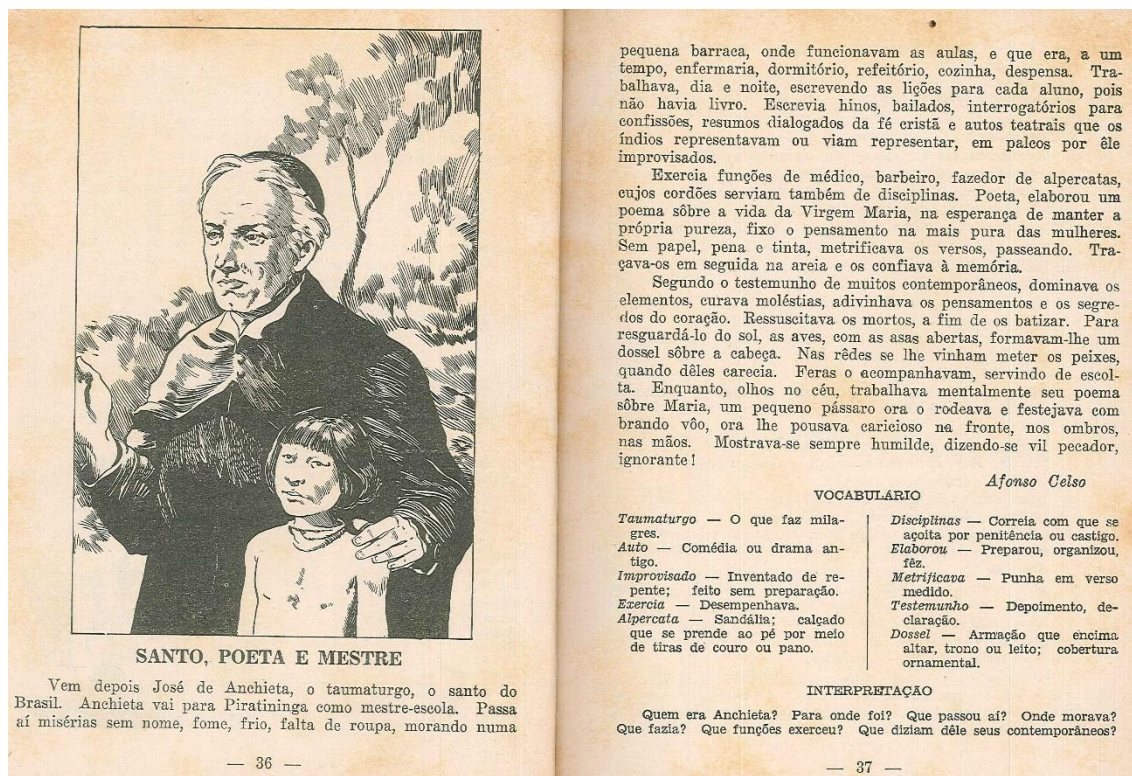 SANTO, POETA E MESTRE
Vem depois José de Anchieta, o taumaturgo, o santo do
Brasil. Anchieta vai para Piratininga como mestre-escola. Passa
aí misérias sem nome, fome, frio, falta de roupa, morando numa
— 36 —
pequena barraca, onde funcionavam as aulas, e que era, a um
tempo, enfermaria, dormitório, refeitório, cozinha, despensa. Tra-
balhava, dia e noite, escrevendo as lições para cada aluno, pois
não havia livro. Escrevia hinos, bailados, interrogatórios para
confissões, resumos dialogados da fé cristã e autos teatrais que os
índios representavam ou viam representar, em palcos por êle
improvisados.
Exercia funções de médico, barbeiro, fazedor de alpercatas,
cujos cordões serviam também de disciplinas. Poeta, elaborou um
poema sôbre a vida da Virgem Maria, na esperança de manter a
própria pureza, fixo o pensamento na mais pura das mulheres.
Sem papel, pena e tinta, metrificava os versos, passeando. Tra-
çava-os em seguida na areia e os confiava à memória.
Segundo o testemunho de muitos contemporâneos, dominava os
elementos, curava moléstias, adivinhava os pensamentos e os segre-
dos do coração. Ressuscitava os mortos, a fim de os batizar. Para
resguardá-lo do sol, as aves, com as asas abertas, formavam-lhe um
dossel sôbre a cabeça. Nas rêdes se lhe vinham meter os peixes,
quando dêles carecia. Feras o acompanhavam, servindo de escol-
ta. Enquanto, olhos no céu, trabalhava mentalmente seu poema
sôbre Maria, um pequeno pássaro ora o rodeava e festejava com
brando vôo, ora lhe pousava caricioso na fronte, nos ombros,
nas mãos. Mostrava-se sempre humilde, dizendo-se vil pecador,
ignorante!
Afonso Celso
VOCABULÁRIO
Taumaturgo — O que faz mila-
gres.
Auto — Comédia ou drama an-
tigo.
Improvisado — Inventado de re-
pente; feito sem preparação.
Exercia — Desempenhava.
Alpercata — Sandália; calçado
que se prende ao pé por meio
de tiras de couro ou pano.
Disciplinas — Correia com que se
açoita por penitência ou castigo.
Elaborou — Preparou, organizou,
fêz.
Metrificava — Punha em verso
medido.
Testemunho — Depoimento, de-
claração.
Dossel — Armação que encima
altar, trono ou leito; cobertura
ornamental.
INTERPRETAÇÃO
Quem era Anchieta? Para onde foi? Que passou aí? Onde morava?
Que fazia? Que funções exerceu? Que diziam dêle seus contemporâneos?
— 37 —